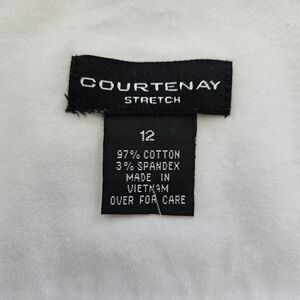 COURTENAY
STRETCH
12
97% COTTON
3% SPANDEX
MADE IN
VIETNAM
OVER FOR CARE